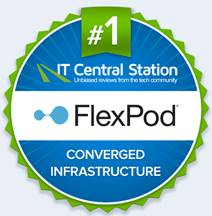 #1
IT Central Station
Unbiased reviews from the tech community
FlexPod®
CONVERGED
INFRASTRUCTURE